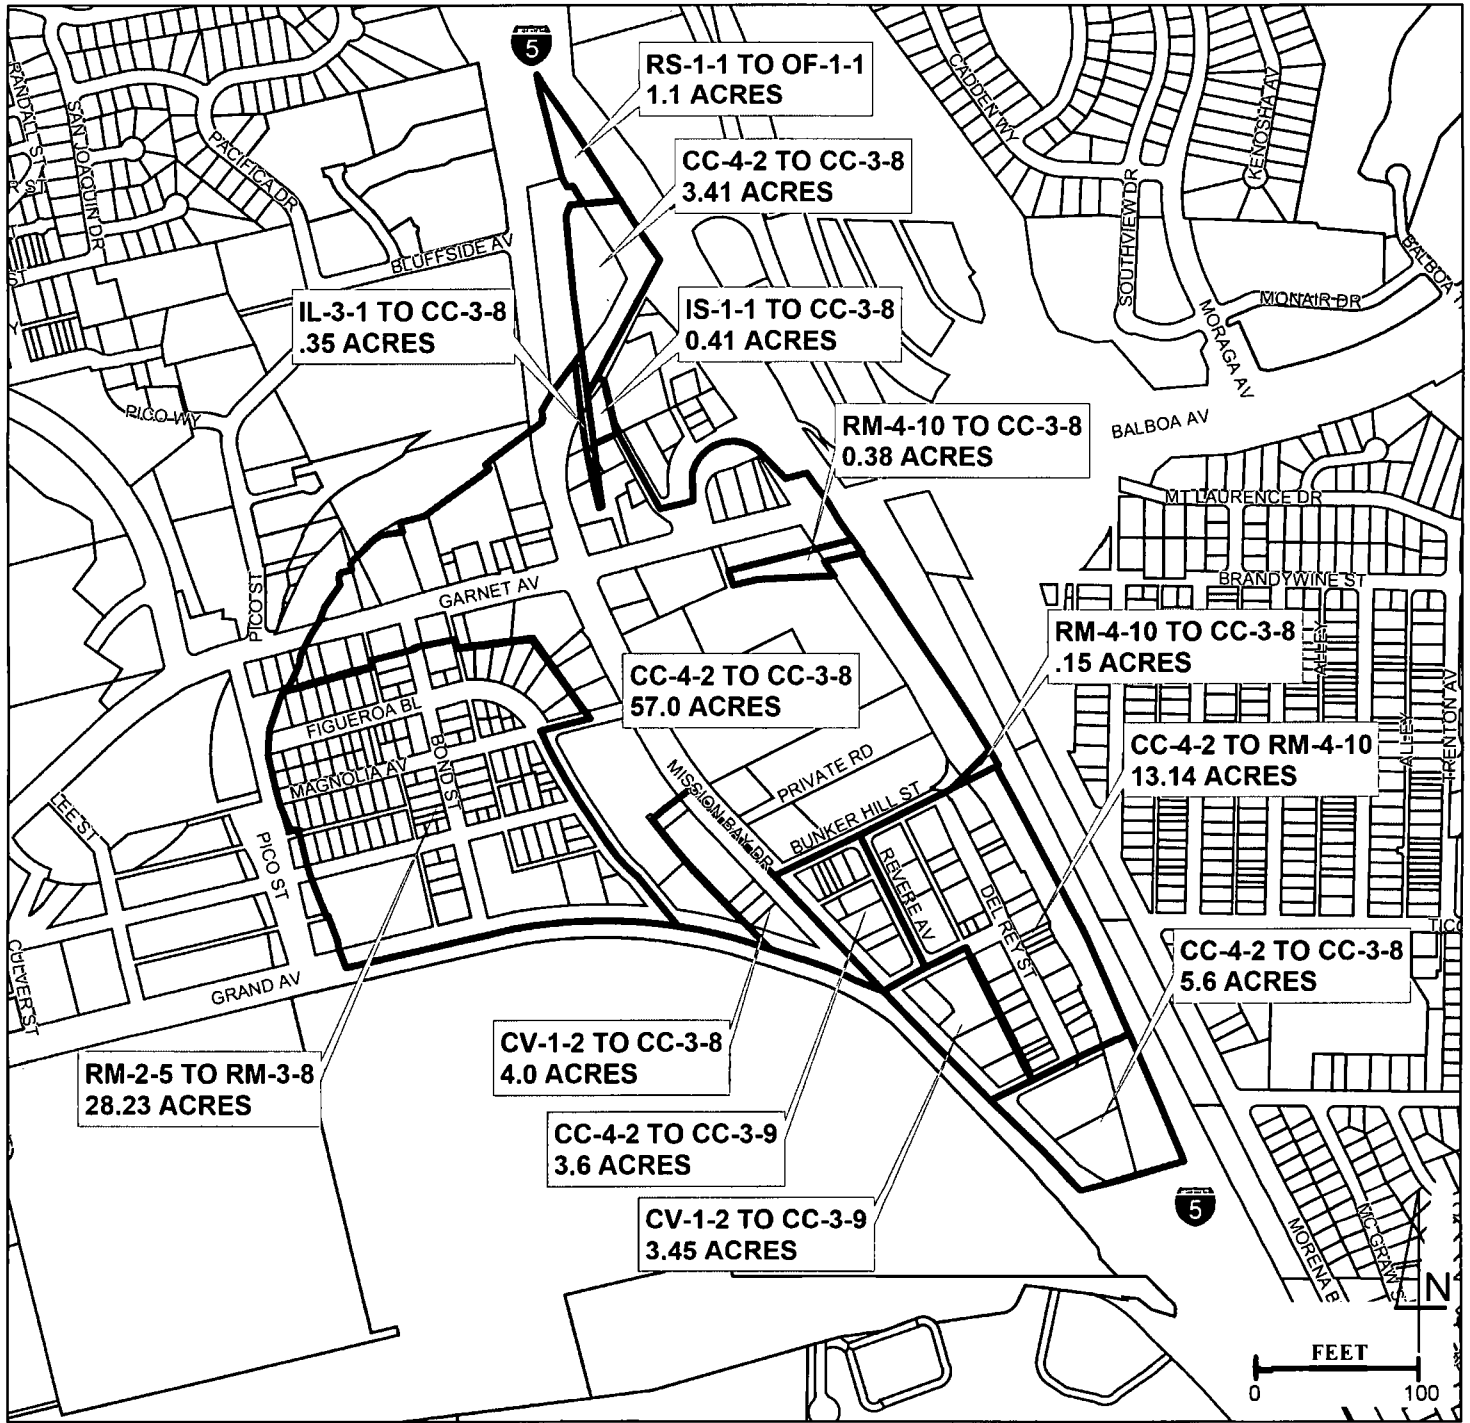 5
RS-1-1 TO OF-1-1
1.1 ACRES
CADDEN WY
KENOSHA AV
RANDALL ST
SAN JOAQUIN DR
PACIFICA DR
CC-4-2 TO CC-3-8
3.41 ACRES
SOUTHVIEW DR
BLUFFSIDE AV
MONAIR DR
MORAGA AV
IL-3-1 TO CC-3-8
.35 ACRES
IS-1-1 TO CC-3-8
0.41 ACRES
PICO WY
RM-4-10 TO CC-3-8
0.38 ACRES
BALBOA AV
MT LAURENCE DR
BRANDYWINE ST
PICO ST
GARNET AV
RM-4-10 TO CC-3-8
.15 ACRES
ALLEY
CC-4-2 TO CC-3-8
57.0 ACRES
FIGUEROA BL
BOND ST
MAGNOLIA AV
TRENTON AV
ALLEY
CC-4-2 TO RM-4-10
13.14 ACRES
MISSION BAY DR
PRIVATE RD
BUNKER HILL ST
LEE ST
PICO ST
REVERE AV
DEL REY ST
CULVER ST
GRAND AV
CC-4-2 TO CC-3-8
5.6 ACRES
RM-2-5 TO RM-3-8
28.23 ACRES
CV-1-2 TO CC-3-8
4.0 ACRES
CC-4-2 TO CC-3-9
3.6 ACRES
CV-1-2 TO CC-3-9
3.45 ACRES
5
MORENA B
MC GRAW S
N
FEET
0 100